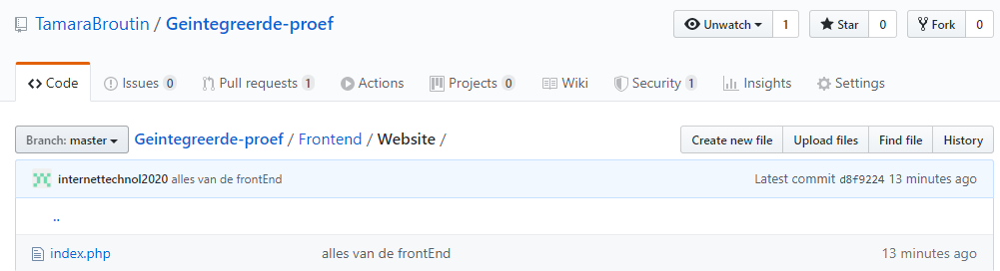 TamaraBroutin / Geintegreerde-proef Unwatch 1 Star 0 Fork 0
Code Issues 0 Pull requests 1 Actions Projects 0 Wiki Security 1 Insights Settings
Branch: master Geintegreerde-proef / Frontend / Website / Create new file Upload files Find file History
internettechnol2020 alles van de frontEnd Latest commit d8f9224 13 minutes ago
..
index.php alles van de frontEnd 13 minutes ago